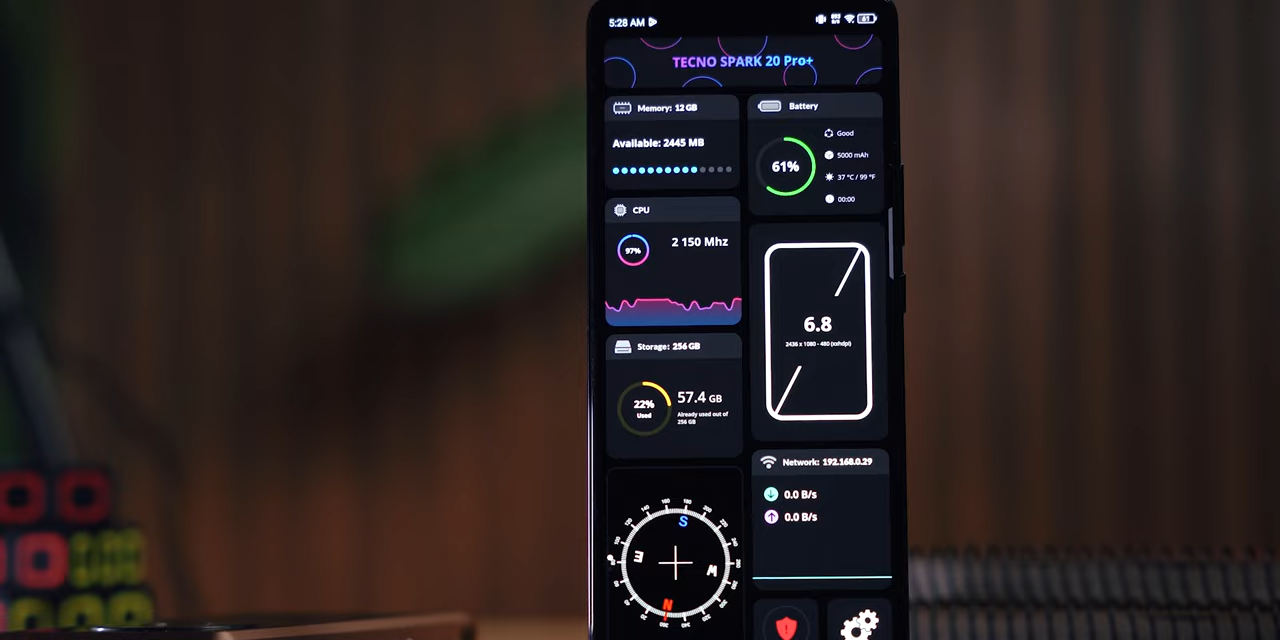 5:28 AM
61
TECNO SPARK 20 Pro+
Memory: 12 GB
Available: 2445 MB
Battery
61%
Good
5000 mAh
37 °C / 99 °F
00:00
CPU
97%
2 150 Mhz
6.8
2436 x 1080 - 480 (xxhdpi)
Storage: 256 GB
22%
Used
57.4 GB
Already used out of
256 GB
Network: 192.168.0.29
0.0 B/s
0.0 B/s
S
E
W
N